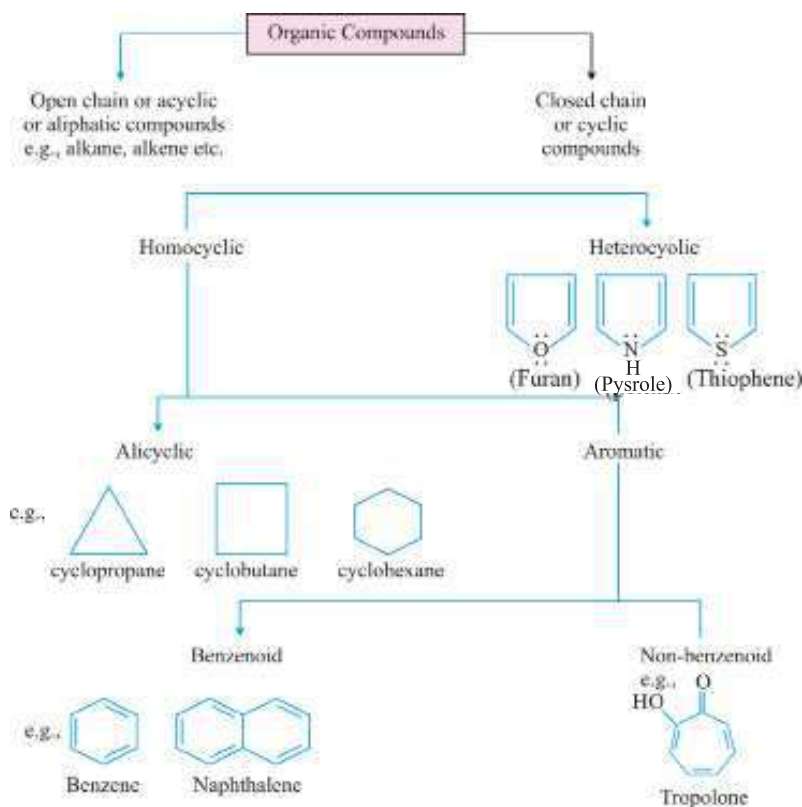 Organic Compounds
Open chain or acyclic
or aliphatic compounds
e.g., alkane, alkene etc.
Closed chain
or cyclic
compounds
Homocyclic
Heterocyolic
O
N
H
S
(Furan)
(Pysrole)
(Thiophene)
Alicyclic
Aromatic
e.g.,
cyclopropane
cyclobutane
cyclohexane
Benzenoid
Non-benzenoid
e.g.,
O
HO
e.g.,
Benzene
Naphthalene
Tropolone